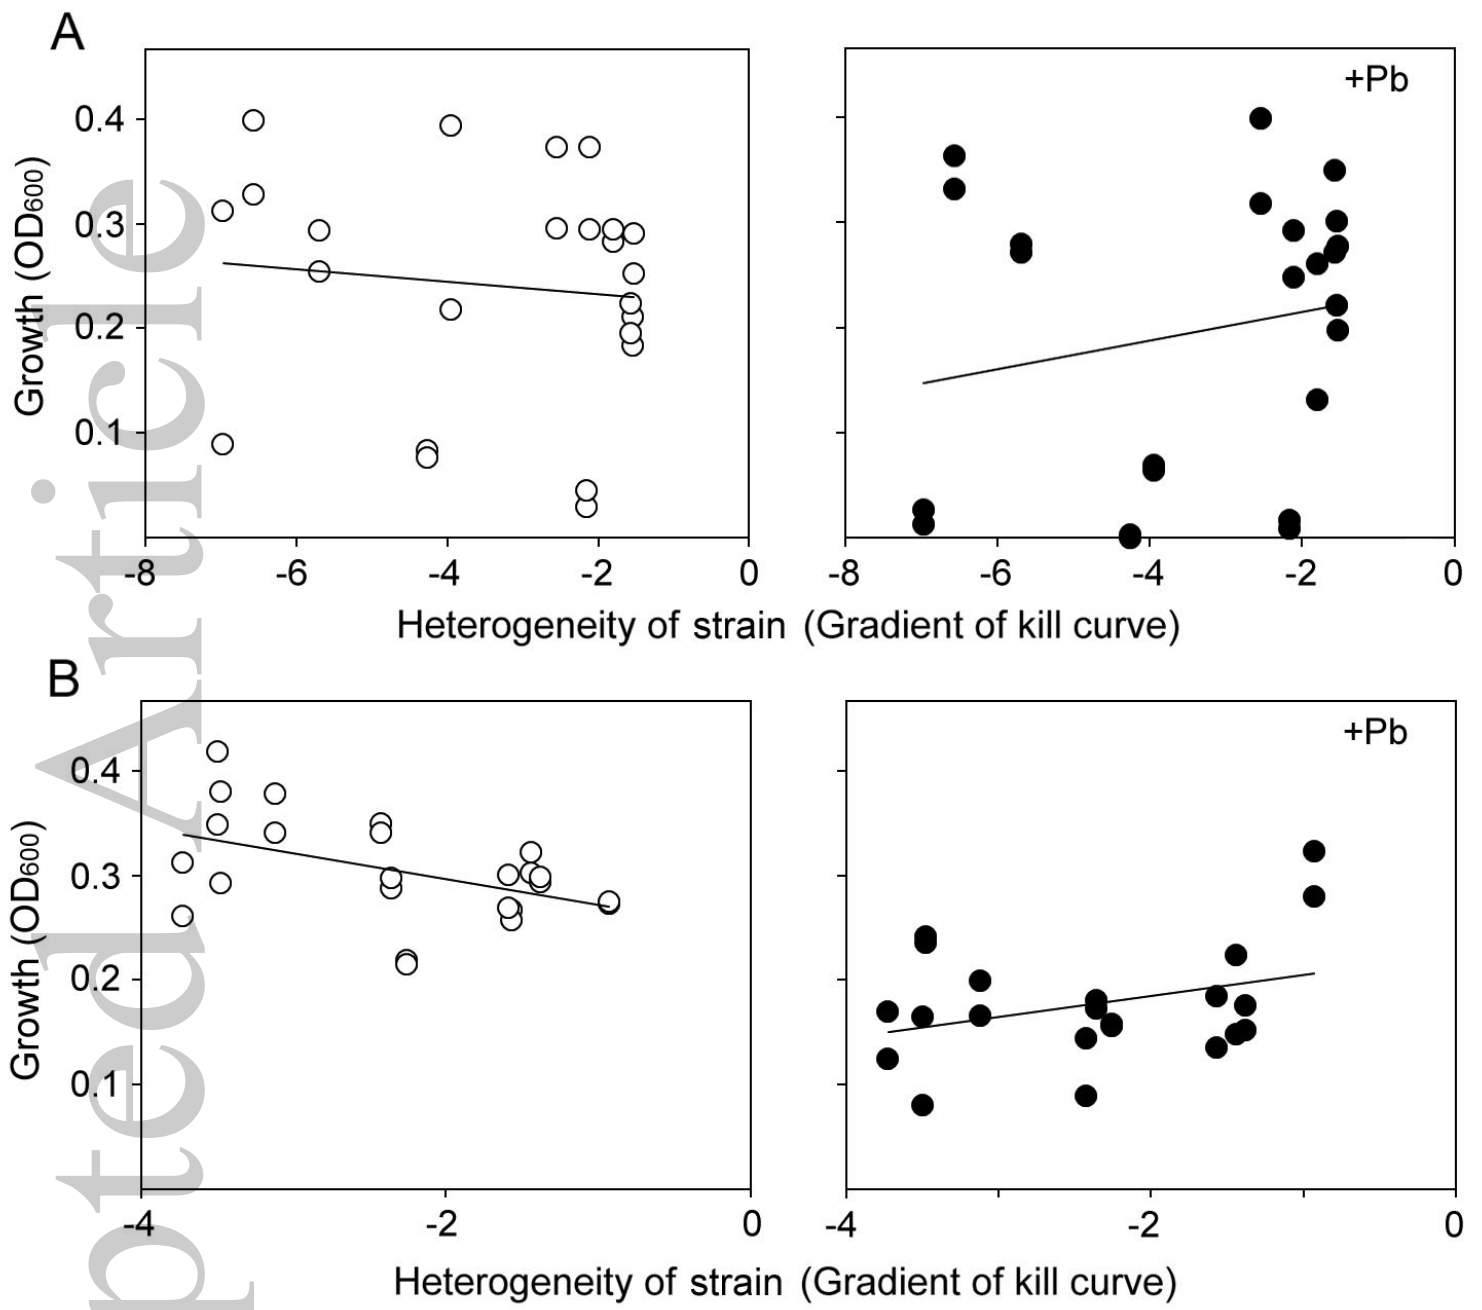 A
+Pb
0.4
0.3
0.2
0.1
Growth (OD600)
-8 -6 -4 -2 0 -8 -6 -4 -2 0
Heterogeneity of strain (Gradient of kill curve)
B
+Pb
0.4
0.3
0.2
0.1
Growth (OD600)
-4 -2 0 -4 -2 0
Heterogeneity of strain (Gradient of kill curve)
pted Article